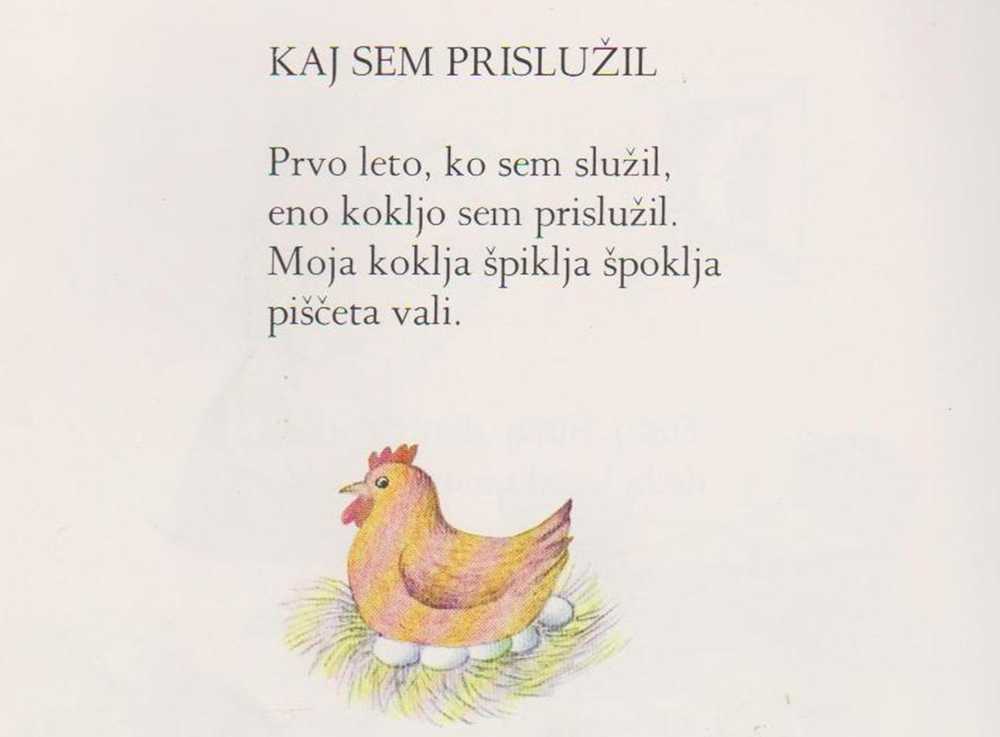 KAJ SEM PRISLUŽIL
Prvo leto, ko sem služil,
eno kokljo sem prislužil.
Moja koklja špiklja špoklja
piščeta vali.